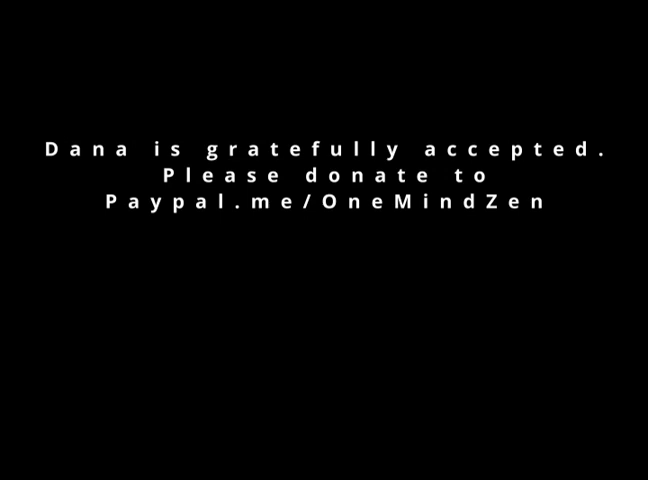 Dana is gratefully accepted.
Please donate to
Paypal.me/OneMindZen